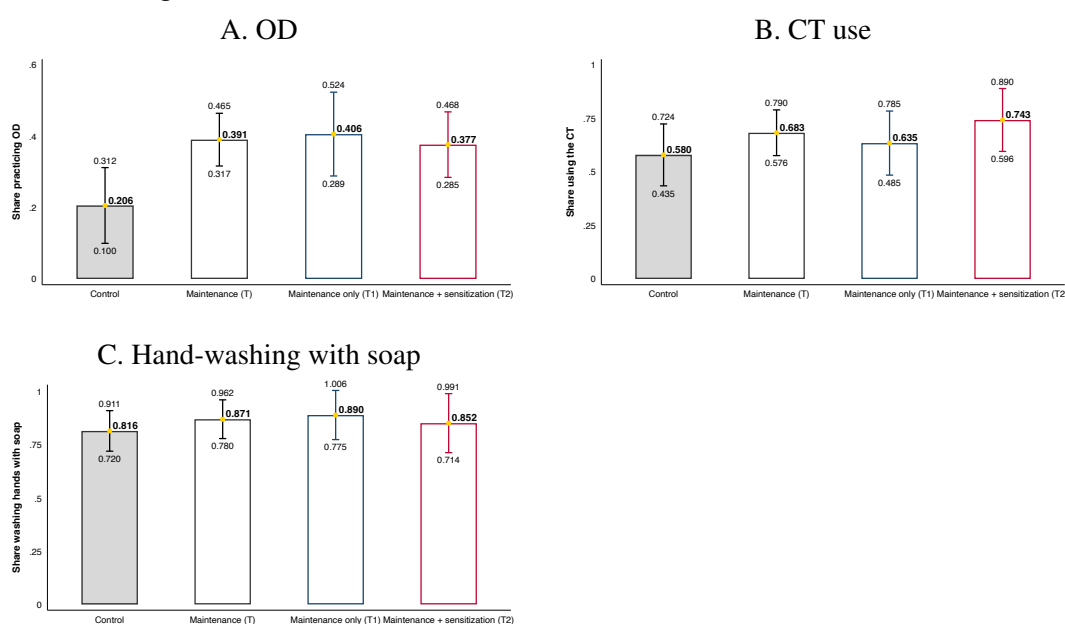 A. OD
Share practicing OD
.6
.4
.2
0
0.312
0.206
0.100
0.465
0.391
0.317
0.524
0.406
0.289
0.468
0.377
0.285
Control
Maintenance (T)
Maintenance only (T1)
Maintenance + sensitization (T2)
B. CT use
Share using the CT
1
.75
.5
.25
0
0.724
0.580
0.435
0.790
0.683
0.576
0.785
0.635
0.485
0.890
0.743
0.596
Control
Maintenance (T)
Maintenance only (T1)
Maintenance + sensitization (T2
C. Hand-washing with soap
Share washing hands with soap
1
.75
.5
.25
0
0.911
0.816
0.720
0.962
0.871
0.780
1.006
0.890
0.775
0.991
0.852
0.714
Control
Maintenance (T)
Maintenance only (T1)
Maintenance + sensitization (T2)